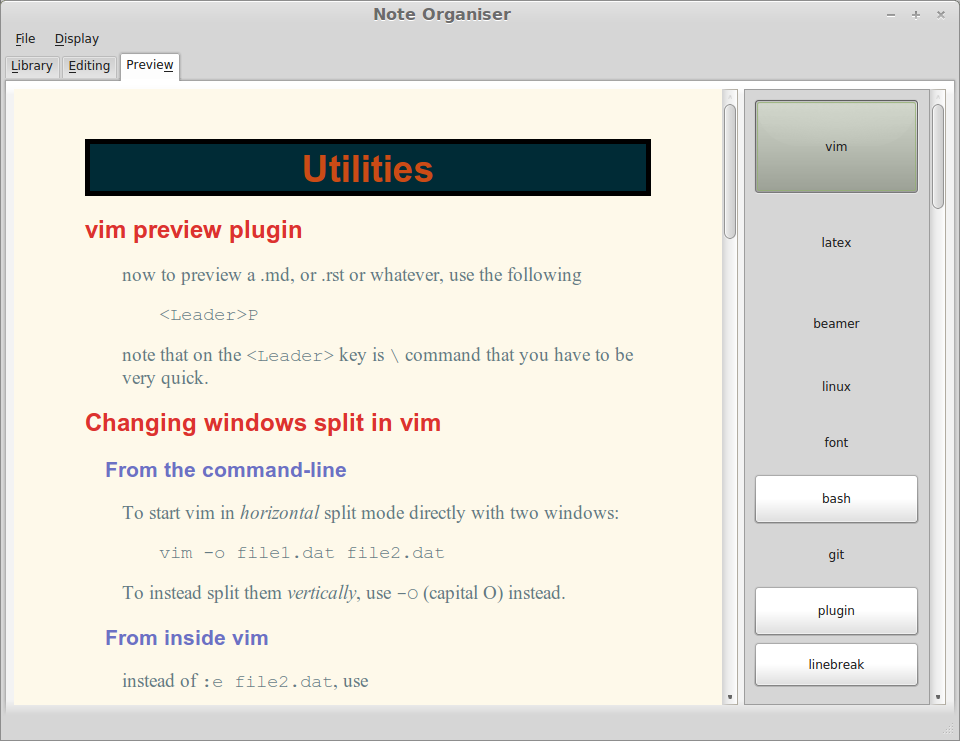 Note Organiser
File Display
Library Editing Preview
Utilities
vim preview plugin
now to preview a .md, or .rst or whatever, use the following
<Leader>P
note that on the <Leader> key is \ command that you have to be
very quick.
Changing windows split in vim
From the command-line
To start vim in horizontal split mode directly with two windows:
vim -o file1.dat file2.dat
To instead split them vertically, use -O (capital O) instead.
From inside vim
instead of :e file2.dat, use
vim
latex
beamer
linux
font
bash
git
plugin
linebreak